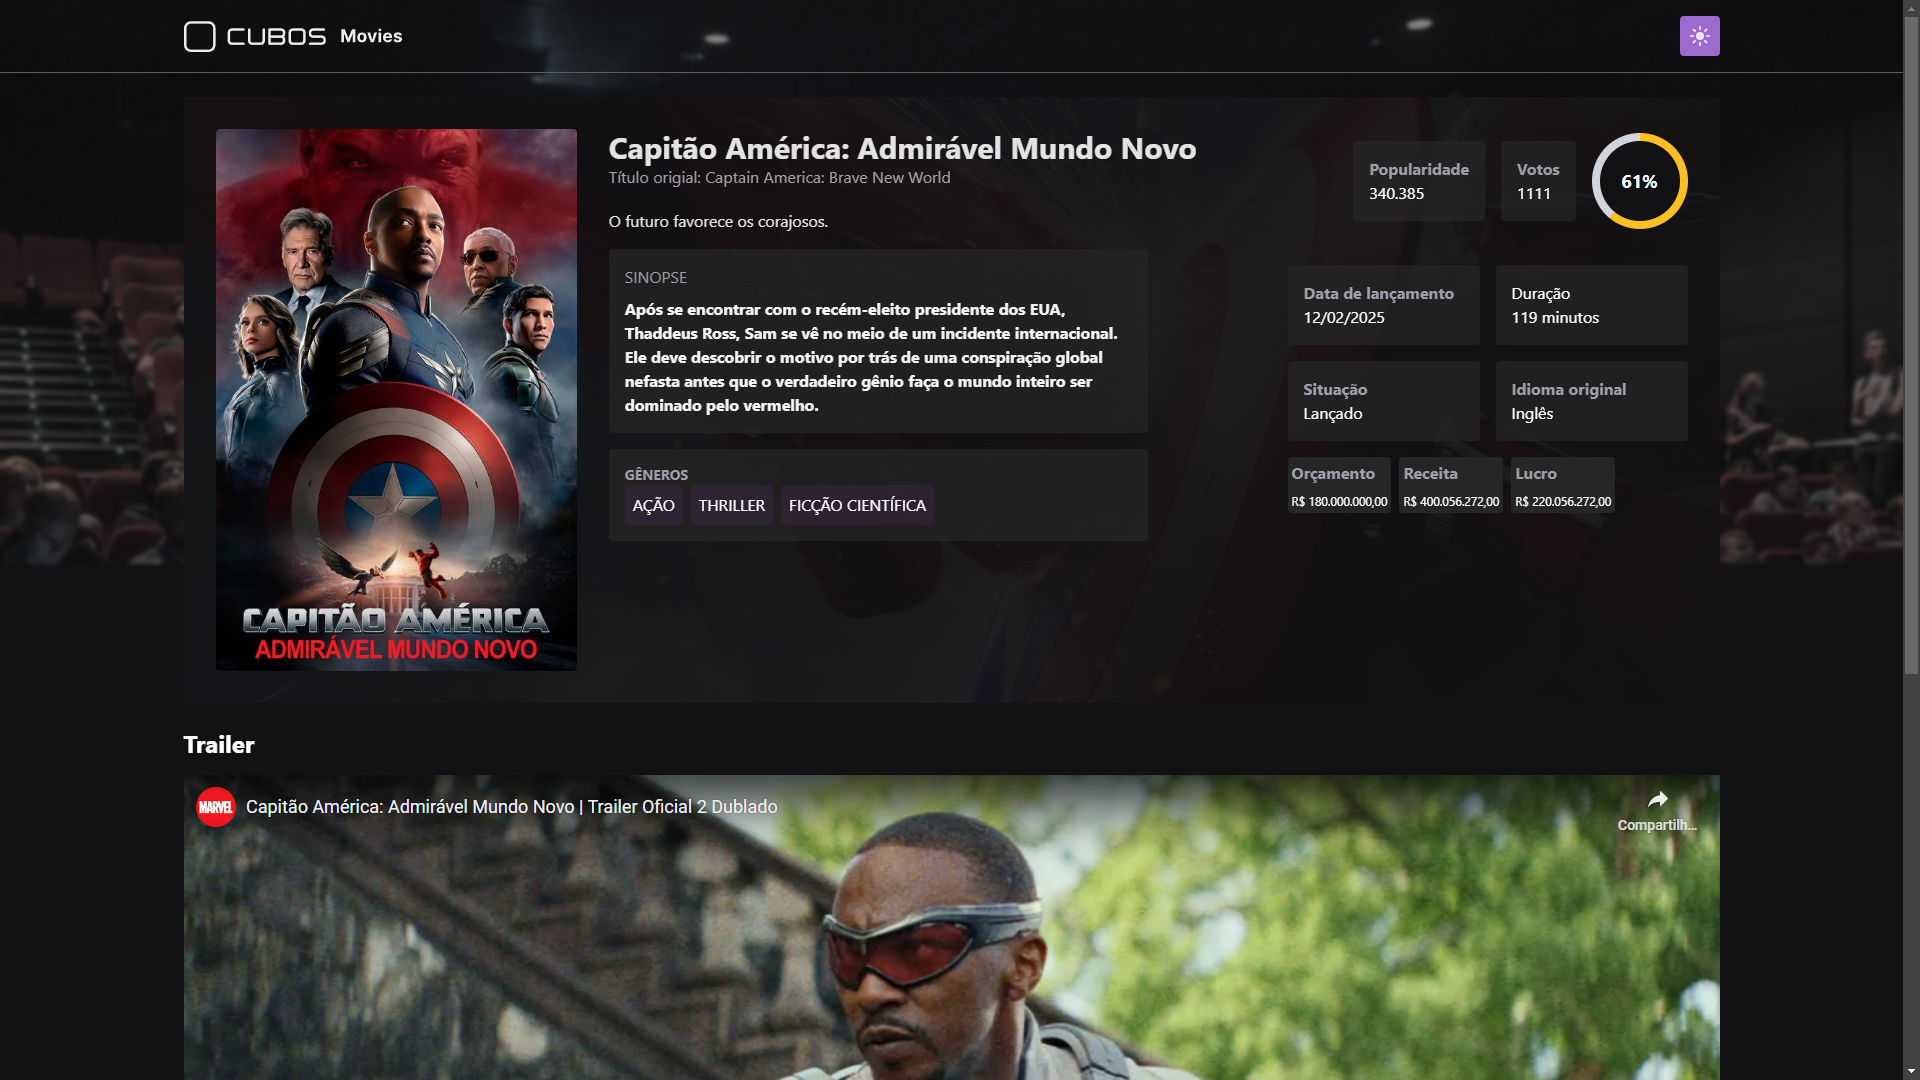 CUBOS Movies
Capitão América: Admirável Mundo Novo
Título origial: Captain America: Brave New World
O futuro favorece os corajosos.
Popularidade
340.385
Votos
1111
61%
SINOPSE
Após se encontrar com o recém-eleito presidente dos EUA,
Thaddeus Ross, Sam se vê no meio de um incidente internacional.
Ele deve descobrir o motivo por trás de uma conspiração global
nefasta antes que o verdadeiro gênio faça o mundo inteiro ser
dominado pelo vermelho.
GÊNEROS
AÇÃO THRILLER FICÇÃO CIENTÍFICA
Data de lançamento
12/02/2025
Duração
119 minutos
Situação
Lançado
Idioma original
Inglês
Orçamento
R$ 180.000.000,00
Receita
R$ 400.056.272,00
Lucro
R$ 220.056.272,00
CAPITÃO AMÉRICA
ADMIRÁVEL MUNDO NOVO
Trailer
MARVEL
Capitão América: Admirável Mundo Novo | Trailer Oficial 2 Dublado
Compartilh...